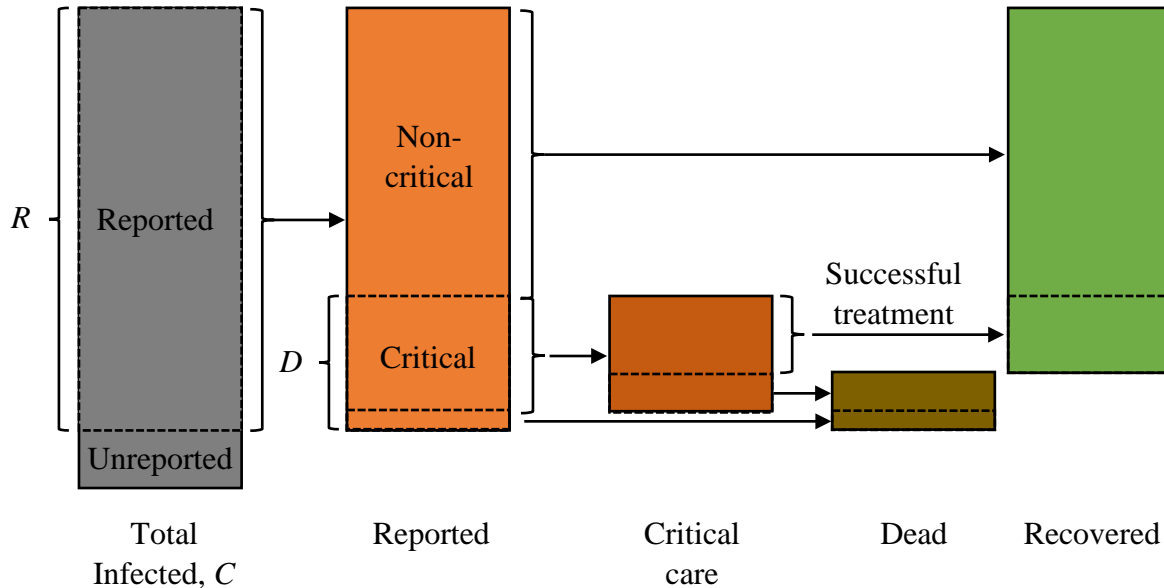 Non-
critical
R
Reported
Successful
treatment
D
Critical
Unreported
Total
Infected, C
Reported
Critical
care
Dead
Recovered